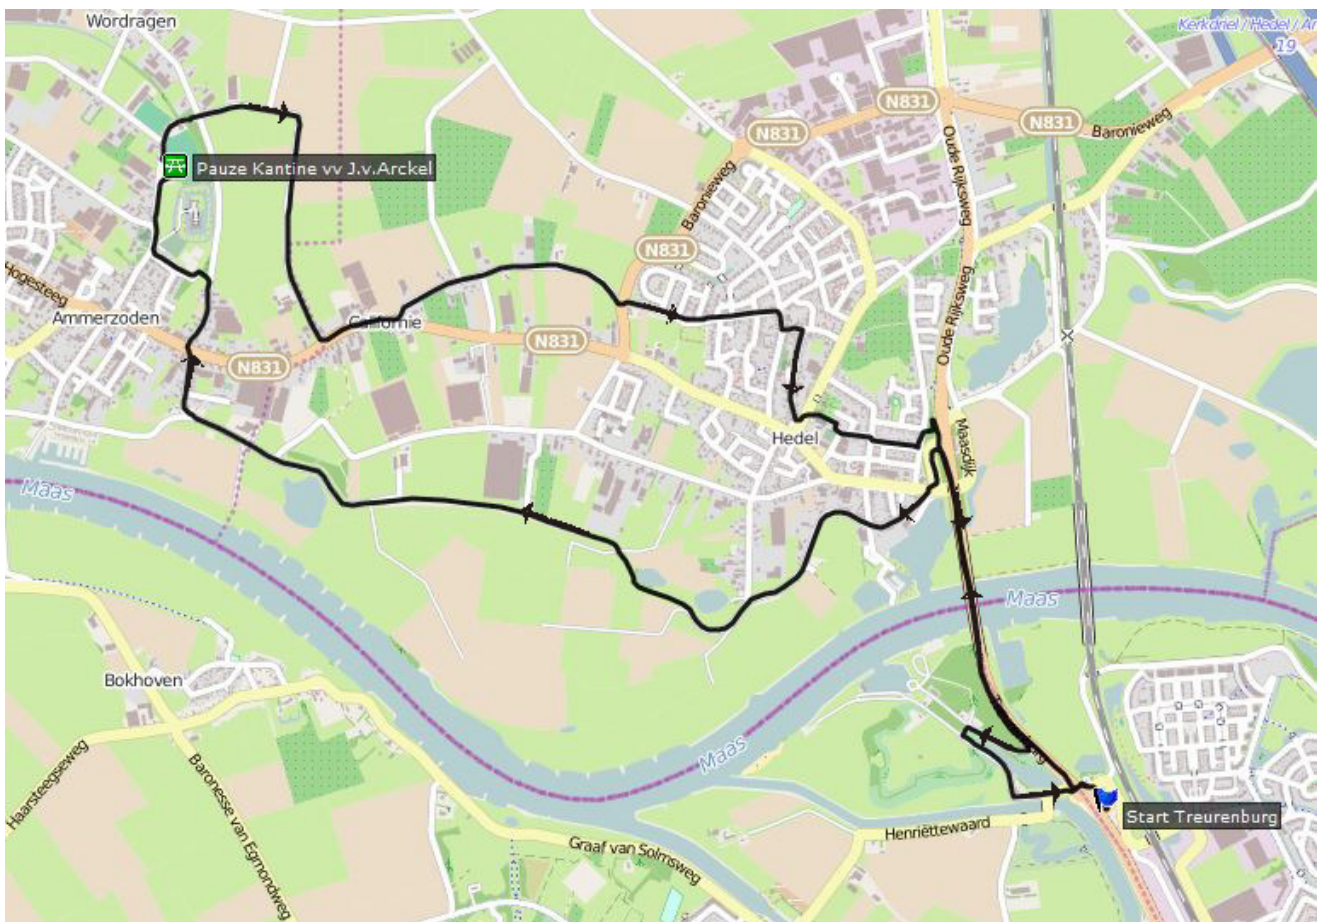 Wordragen
Kerkdriel / Hedel / Ar
19
N831
N831
N831
Baronieweg
Oude Rijksweg
Pauze Kantine vv J.v.Arckel
Baronieweg
N831
Hogesteeg
Ammerzoden
Californie
N831
N831
Oude Rijksweg
Hedel
Maasdijk
Maas
Maas
Bokhoven
Maas
Haarsteegseweg
Baronesse van Egmondweg
Graaf van Solmsweg
Henriëttewaard
Start Treurenburg